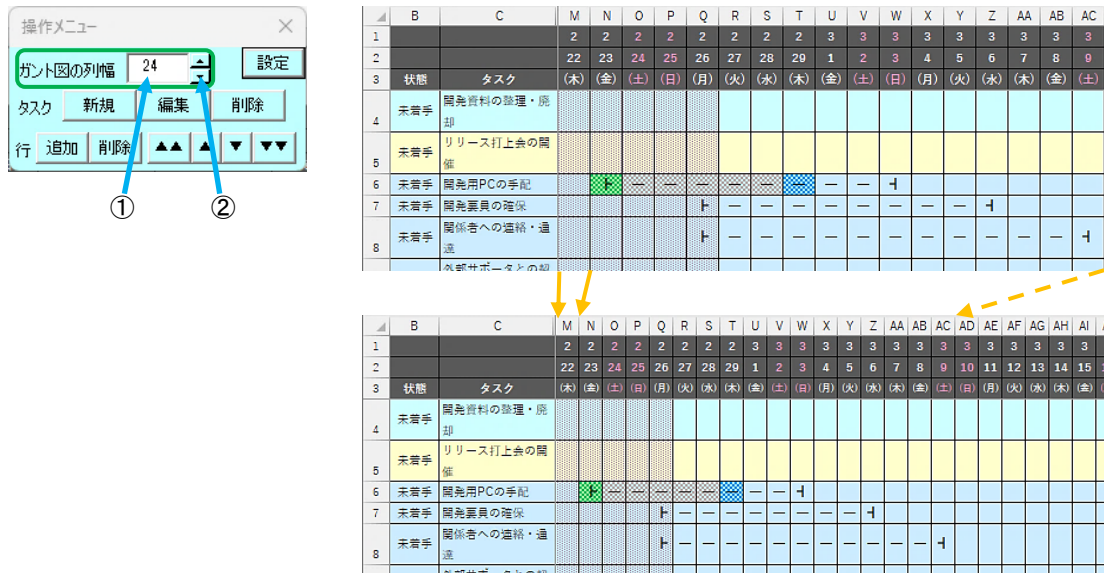 操作メニュー
ガント図の列幅 24 設定
タスク 新規 編集 削除
行 追加 削除 ▲▲ ▲ ▼ ▼▼
① ②
B C M N O P Q R S T U V W X Y Z AA AB AC
1 2 2 2 2 2 2 2 2 3 3 3 3 3 3 3 3 3
2 22 23 24 25 26 27 28 29 1 2 3 4 5 6 7 8 9
3 状態 タスク (木) (金) (土) (日) (月) (火) (水) (木) (金) (土) (日) (月) (火) (水) (木) (金) (土)
開発資料の整理・廃
4 未着手 却
リリース打上会の開
5 未着手 催
6 未着手 開発用PCの手配
7 未着手 開発要員の確保
関係者への連絡・通
8 未着手 達
外部サポータとの契
B C M N O P Q R S T U V W X Y Z AA AB AC AD AE AF AG AH AI
1 2 2 2 2 2 2 2 2 3 3 3 3 3 3 3 3 3 3 3 3 3 3 3
2 22 23 24 25 26 27 28 29 1 2 3 4 5 6 7 8 9 10 11 12 13 14 15
3 状態 タスク (木) (金) (土) (日) (月) (火) (水) (木) (金) (土) (日) (月) (火) (水) (木) (金) (土) (日) (月) (火) (水) (木) (金)
開発資料の整理・廃
4 未着手 却
リリース打上会の開
5 未着手 催
6 未着手 開発用PCの手配
7 未着手 開発要員の確保
関係者への連絡・通
8 未着手 達